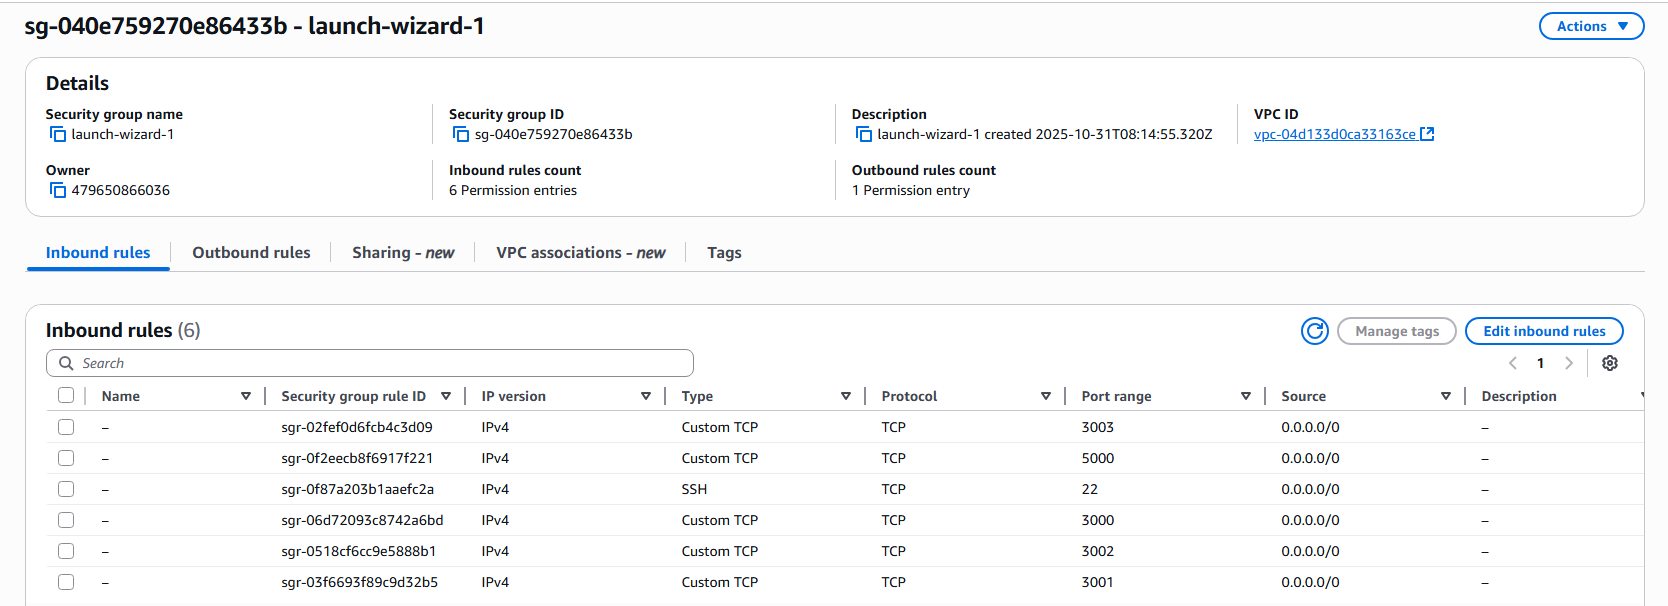 sg-040e759270e86433b - launch-wizard-1
Actions
Details
Security group name
launch-wizard-1
Security group ID
sg-040e759270e86433b
Description
launch-wizard-1 created 2025-10-31T08:14:55.320Z
VPC ID
vpc-04d133d0ca33163ce
Owner
479650866036
Inbound rules count
6 Permission entries
Outbound rules count
1 Permission entry
Inbound rules Outbound rules Sharing - new VPC associations - new Tags
Inbound rules (6)
Manage tags Edit inbound rules
Search
1
Name Security group rule ID IP version Type Protocol Port range Source Description
– sgr-02fef0d6fcb4c3d09 IPv4 Custom TCP TCP 3003 0.0.0.0/0 –
– sgr-0f2eecb8f6917f221 IPv4 Custom TCP TCP 5000 0.0.0.0/0 –
– sgr-0f87a203b1aaefc2a IPv4 SSH TCP 22 0.0.0.0/0 –
– sgr-06d72093c8742a6bd IPv4 Custom TCP TCP 3000 0.0.0.0/0 –
– sgr-0518cf6cc9e5888b1 IPv4 Custom TCP TCP 3002 0.0.0.0/0 –
– sgr-03f6693f89c9d32b5 IPv4 Custom TCP TCP 3001 0.0.0.0/0 –